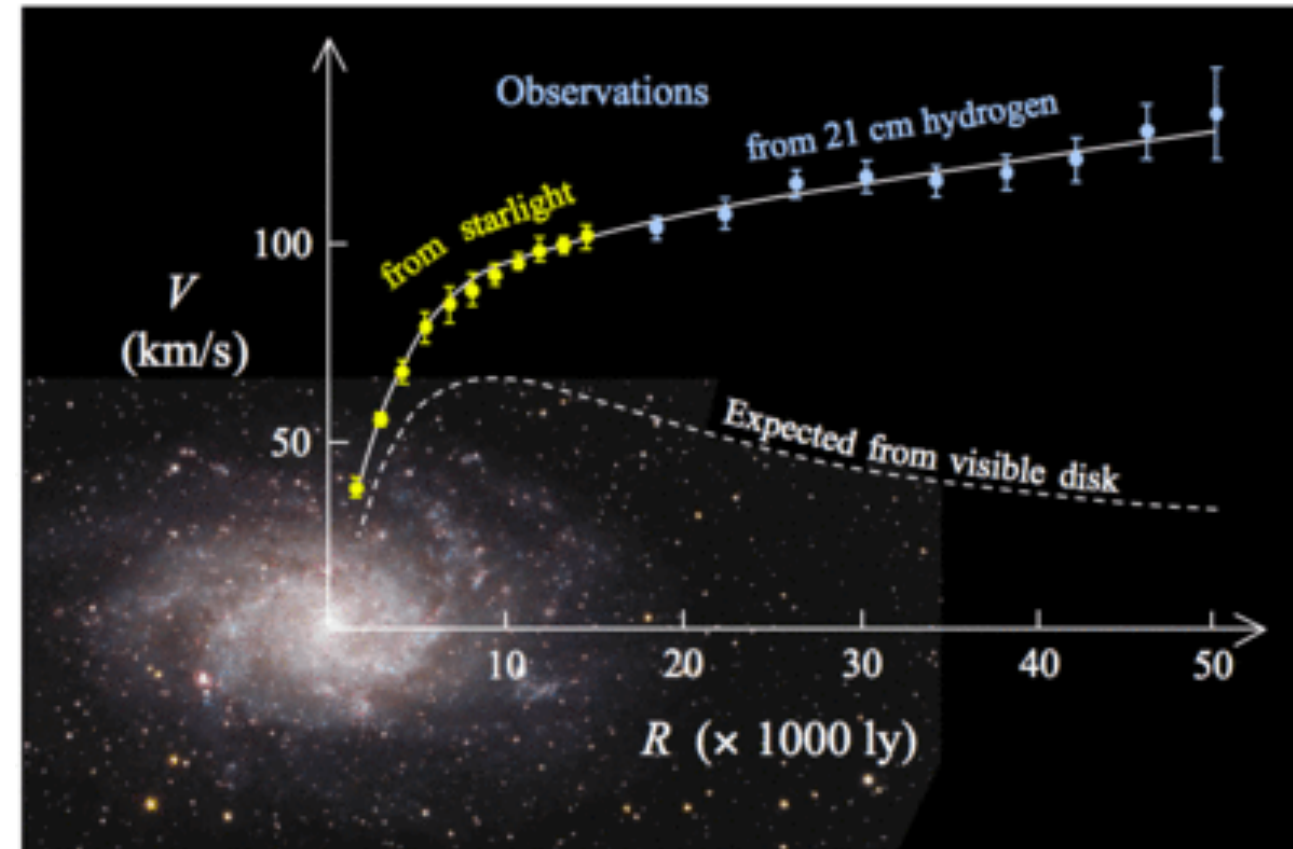 Observations
from 21 cm hydrogen
from starlight
100
V
(km/s)
50
Expected from visible disk
10 20 30 40 50
R (× 1000 ly)